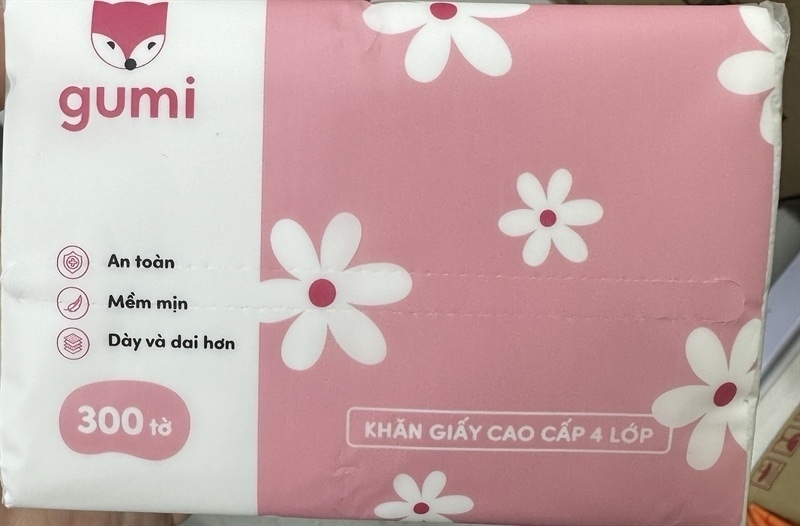 gumi
An toàn
Mềm mịn
Dày và dai hơn
300 tờ
KHĂN GIẤY CAO CẤP 4 LỚP